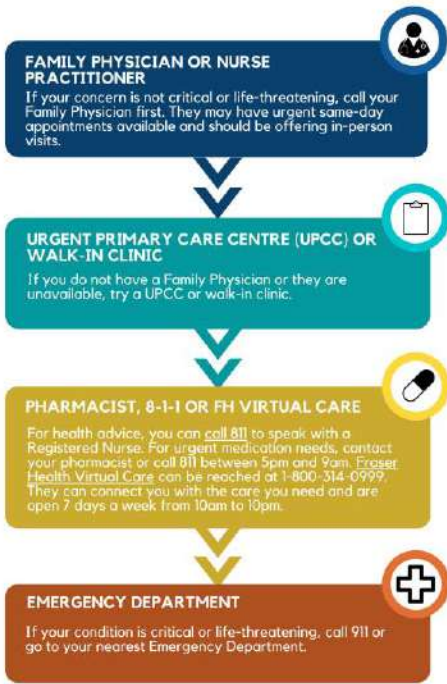 FAMILY PHYSICIAN OR NURSE
PRACTITIONER
If your concern is not critical or life-threatening, call your
Family Physician first. They may have urgent same-day
appointments available and should be offering in-person
visits.
URGENT PRIMARY CARE CENTRE (UPCC) OR
WALK-IN CLINIC
If you do not have a Family Physician or they are
unavailable, try a UPCC or walk-in clinic.
PHARMACIST, 8-1-1 OR FH VIRTUAL CARE
For health advice, you can call 811 to speak with a
Registered Nurse. For urgent medication needs, contact
your pharmacist or call 811 between 5pm and 9am. Fraser
Health Virtual Care can be reached at 1-800-314-0999.
They can connect you with the care you need and are
open 7 days a week from 10am to 10pm.
EMERGENCY DEPARTMENT
If your condition is critical or life-threatening, call 911 or
go to your nearest Emergency Department.